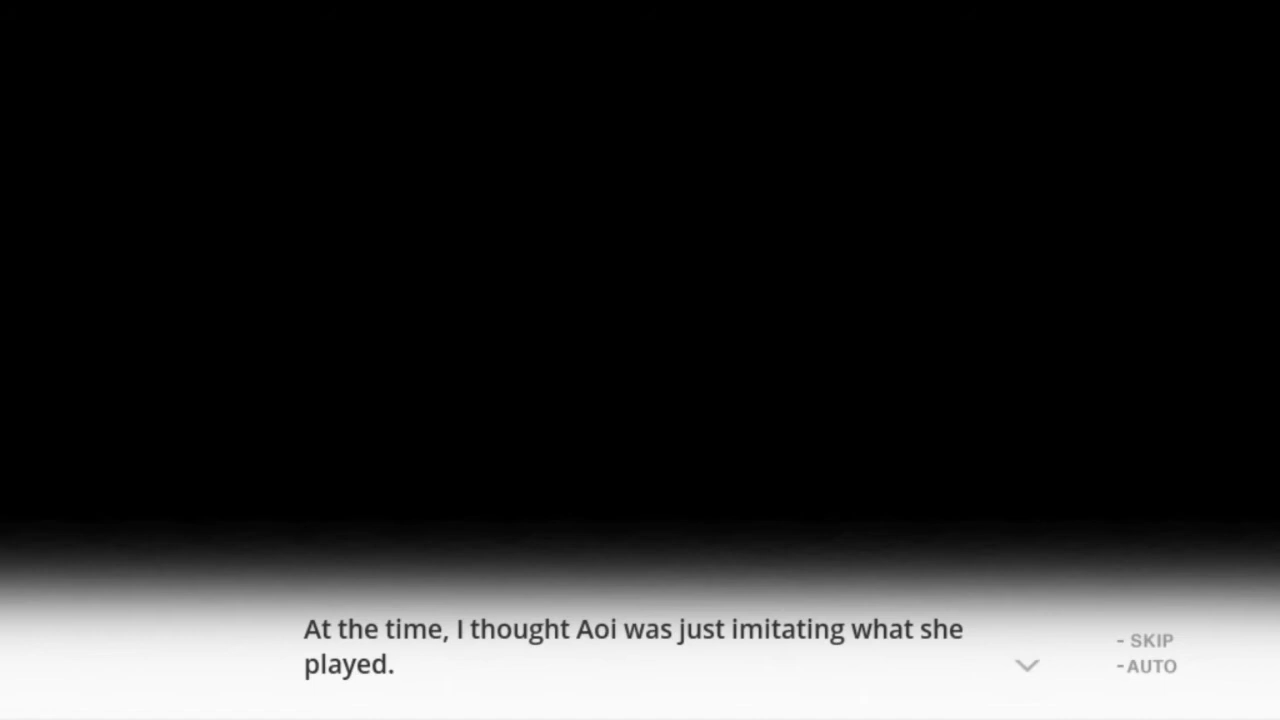 At the time, I thought Aoi was just imitating what she
played.
- SKIP
-AUTO